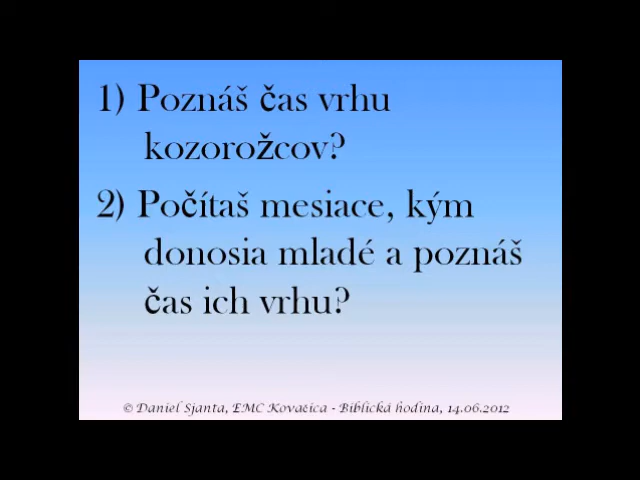 1) Poznáš čas vrhu
kozorožcov?
2) Počítaš mesiace, kým
donosia mladé a poznáš
čas ich vrhu?
© Daniel Sjanta, EMC Kovačica - Biblická hodina, 14.06.2012